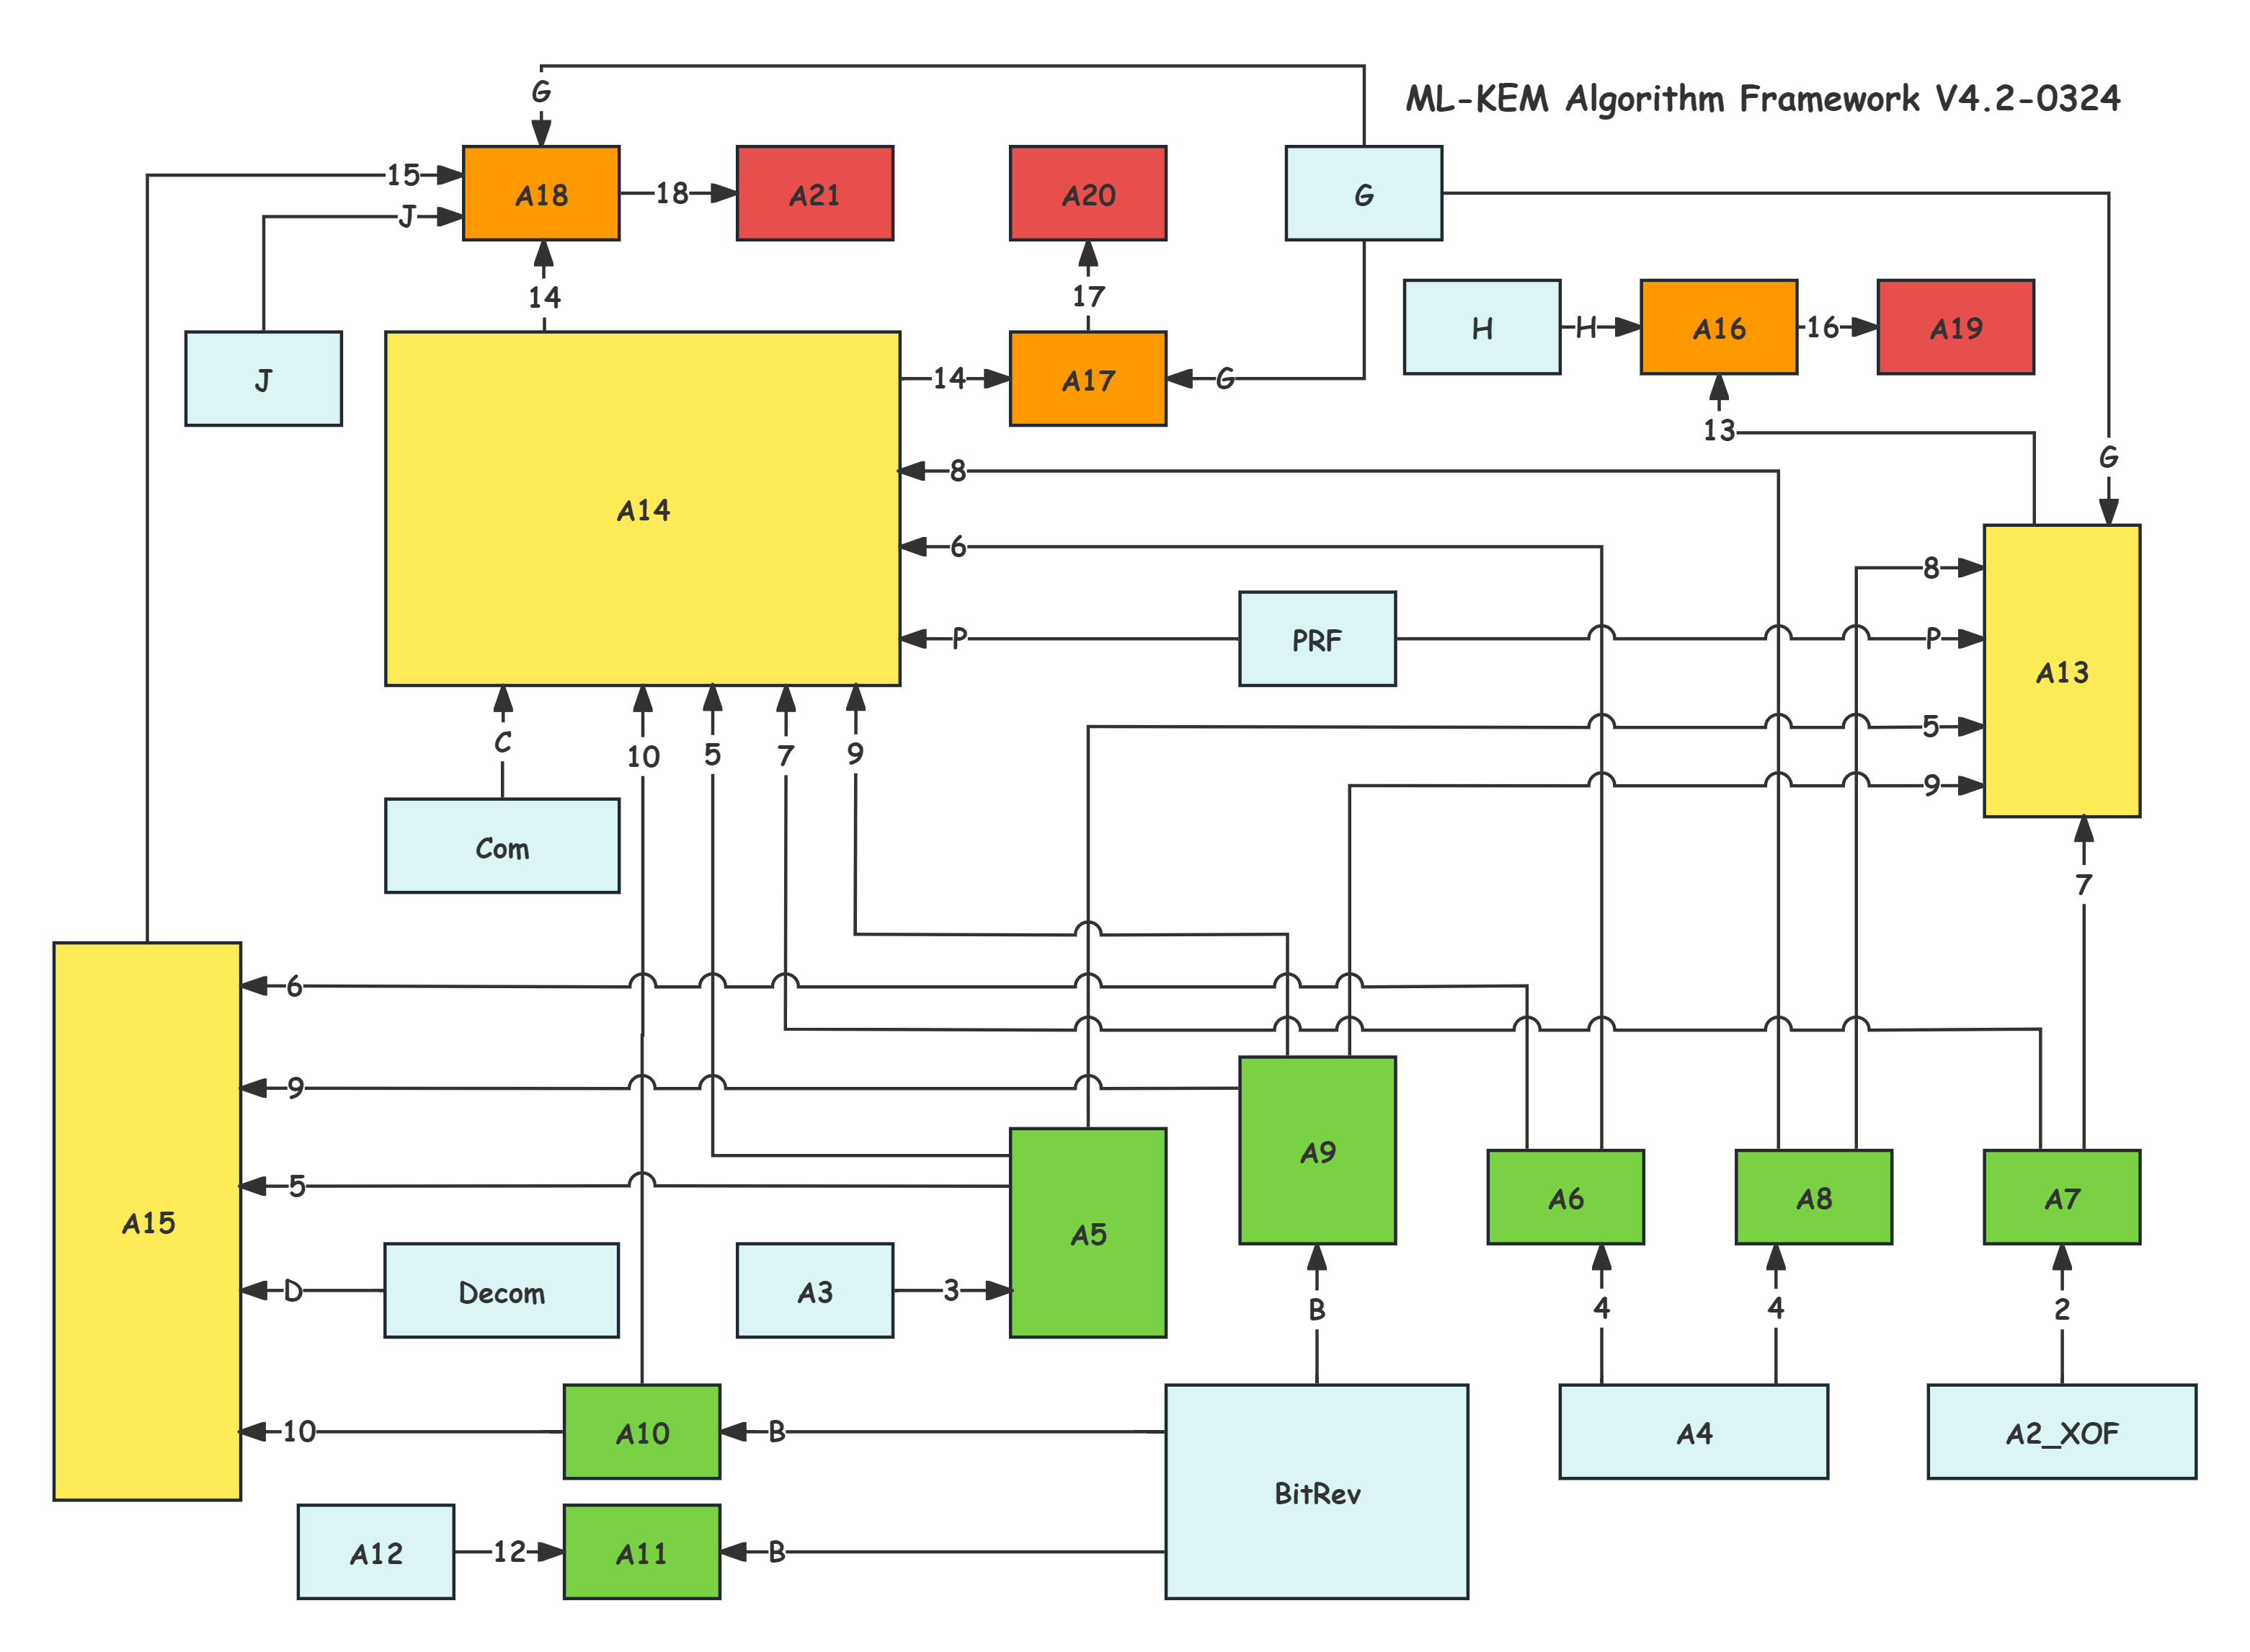 G
ML-KEM Algorithm Framework V4.2-0324
15
A18
18
A21
A20
G
J
14
17
H
H
A16
16
A19
J
14
A17
G
13
G
8
A14
6
8
P
PRF
P
A13
C
10
5
7
9
5
9
Com
7
6
9
A9
5
A6
A8
A7
A15
A5
D
Decom
A3
3
B
4
4
2
10
A10
B
A4
A2_XOF
BitRev
A12
12
A11
B